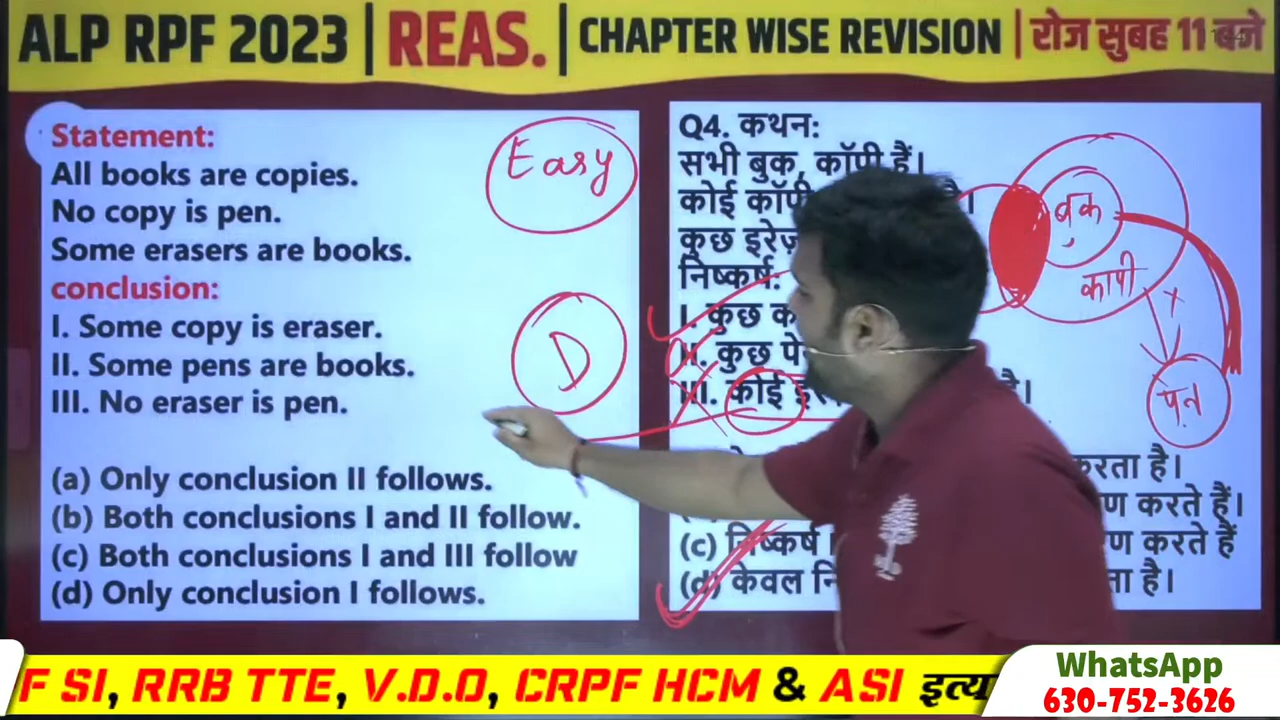 ALP RPF 2023 | REAS. | CHAPTER WISE REVISION | रोज सुबह 11 बजे
Statement:
All books are copies.
No copy is pen.
Some erasers are books.
conclusion:
I. Some copy is eraser.
II. Some pens are books.
III. No eraser is pen.
(a) Only conclusion II follows.
(b) Both conclusions I and II follow.
(c) Both conclusions I and III follow
(d) Only conclusion I follows.
Easy
D
Q4. कथन:
सभी बुक, कॉपी हैं।
कोई कॉपी है।
कुछ
निष्कर्ष:
I. कुछ
II. कुछ
III. कोई है।
करता है।
करते हैं।
(c) निष्कर्ष करते हैं
(d) केवल है।
बुक
कापी
पेन
F SI, RRB TTE, V.D.O, CRPF HCM & ASI
WhatsApp
630-752-3626